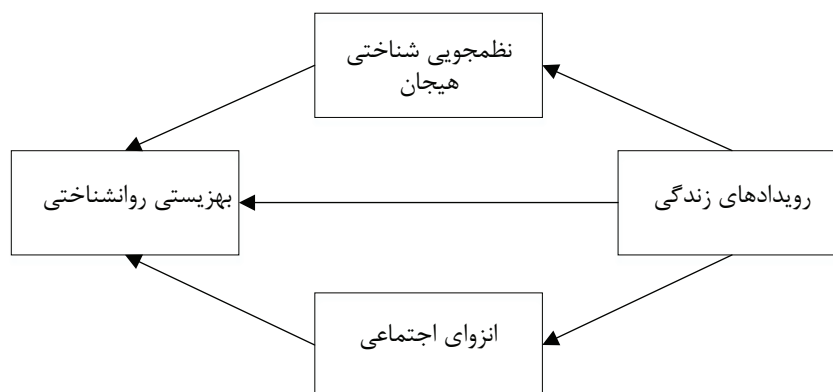 نظمجویی شناختی
هیجان
رویدادهای زندگی
بهزیستی روانشناختی
انزوای اجتماعی